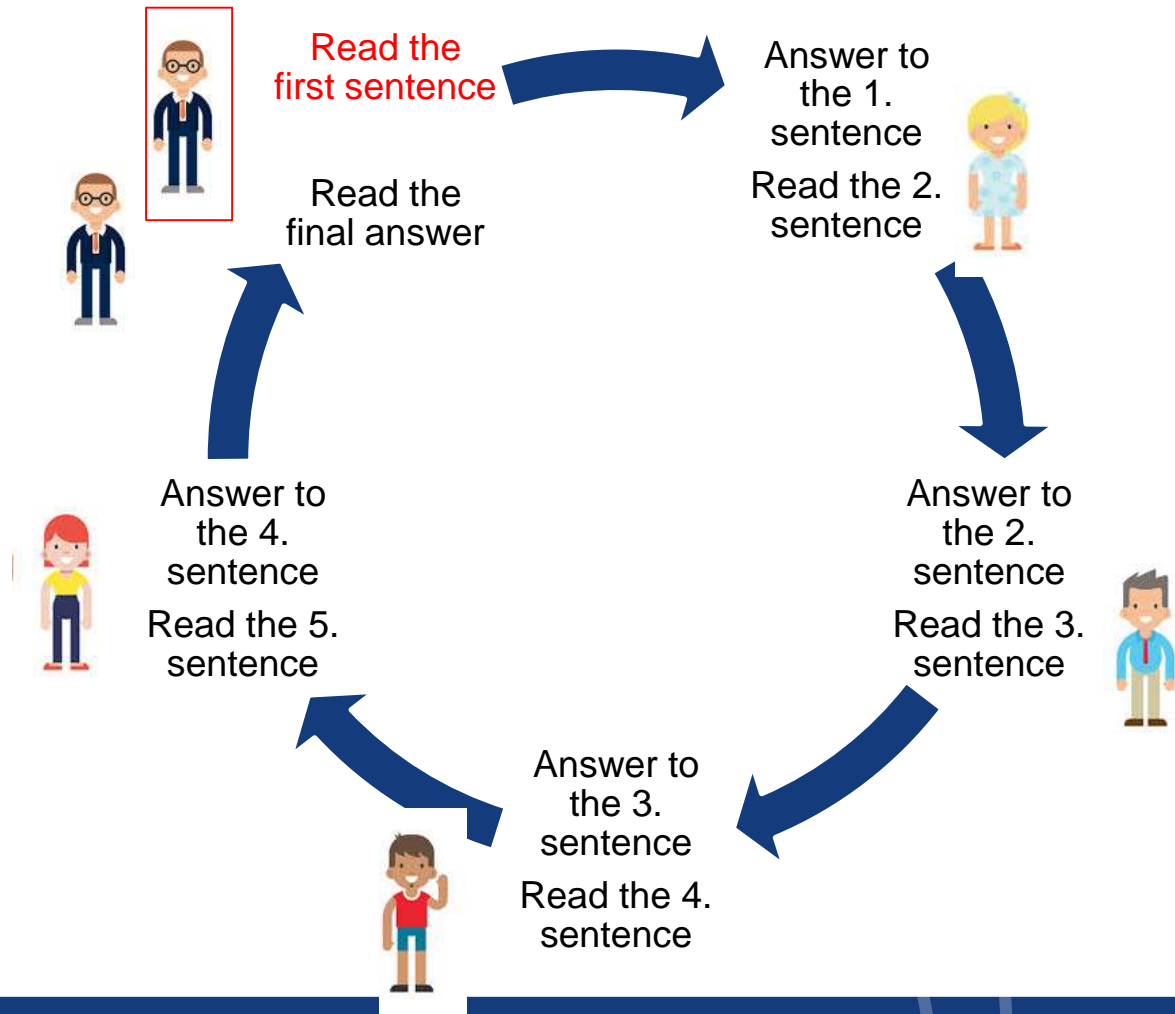 Read the
first sentence
Answer to
the 1.
sentence
Read the 2.
sentence
Answer to
the 2.
sentence
Read the 3.
sentence
Answer to
the 3.
sentence
Read the 4.
sentence
Answer to
the 4.
sentence
Read the 5.
sentence
Read the
final answer